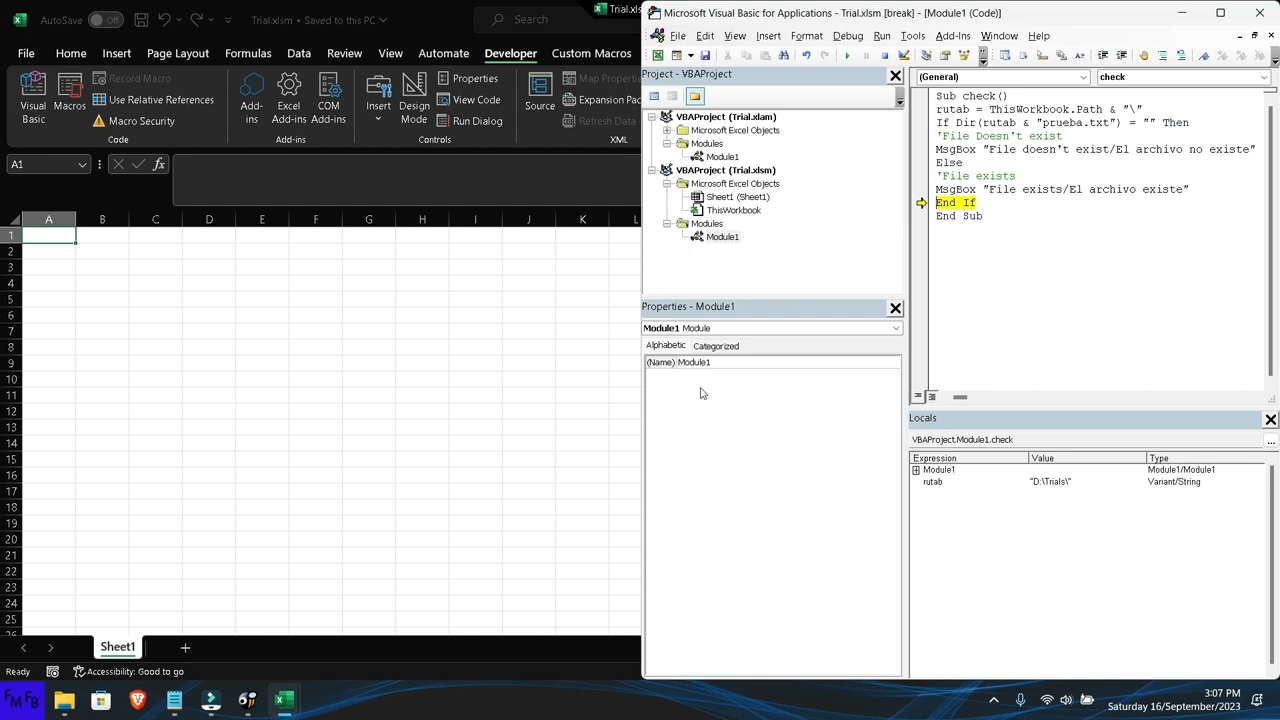 AutoSave Off Trial.xlsm • Saved to this PC Search Trial.xlsm
File Home Insert Page Layout Formulas Data Review View Automate Developer Custom Macros
Visual Basic
Macros
Record Macro
Use Relative References
Macro Security
Code
Add-ins
Excel Add-ins
COM Add-ins
Add-ins
Insert
Design Mode
Properties
View Code
Run Dialog
Controls
Source
Map Properties
Expansion Packs
Refresh Data
XML
A1
A B C D E F G H I J K L
1
2
3
4
5
6
7
8
9
10
11
12
13
14
15
16
17
18
19
20
21
22
23
24
25
Sheet1
Ready Accessibility: Good to go
Microsoft Visual Basic for Applications - Trial.xlsm [break] - [Module1 (Code)]
File Edit View Insert Format Debug Run Tools Add-Ins Window Help
Project - VBAProject
VBAProject (Trial.xlam)
Microsoft Excel Objects
Modules
Module1
VBAProject (Trial.xlsm)
Microsoft Excel Objects
Sheet1 (Sheet1)
ThisWorkbook
Modules
Module1
Properties - Module1
Module1 Module
Alphabetic Categorized
(Name) Module1
(General) check
Sub check()
rutab = ThisWorkbook.Path & "\"
If Dir(rutab & "prueba.txt") = "" Then
'File Doesn't exist
MsgBox "File doesn't exist/El archivo no existe"
Else
'File exists
MsgBox "File exists/El archivo existe"
End If
End Sub
Locals
VBAProject.Module1.check ...
Expression Value Type
Module1 Module1/Module1
rutab "D:\Trials\" Variant/String
FM FB
3:07 PM
Saturday 16/September/2023